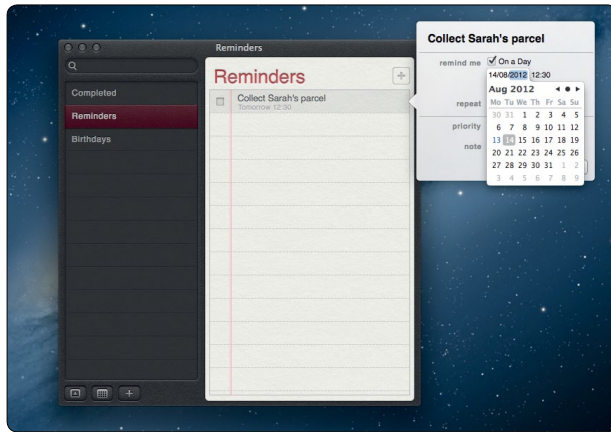 Reminders
Completed
Reminders
Birthdays
Reminders
Collect Sarah's parcel
Tomorrow 12:30
Collect Sarah's parcel
remind me On a Day
14/08/2012 12:30
Aug 2012
Mo Tu We Th Fr Sa Su
30 31 1 2 3 4 5
6 7 8 9 10 11 12
13 14 15 16 17 18 19
20 21 22 23 24 25 26
27 28 29 30 31 1 2
3 4 5 6 7 8 9
repeat
priority
note